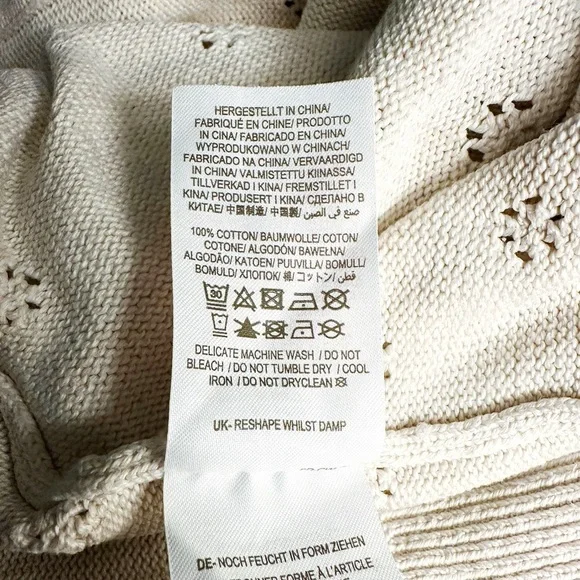 HERGESTELLT IN CHINA/
FABRIQUÉ EN CHINE/ PRODOTTO
IN CINA/ FABRICADO EN CHINA/
WYPRODUKOWANO W CHINACH/
FABRICADO NA CHINA/ VERVAARDIGD
IN CHINA/ VALMISTETTU KIINASSA/
TILLVERKAD I KINA/ FREMSTILLET I
KINA/ PRODUSERT I KINA/ СДЕЛАНО В
КИТАЕ/ 中国制造/ 中国製/ صنع في الصين
100% COTTON/ BAUMWOLLE/ COTON/
COTONE/ ALGODÓN/ BAWEŁNA/
ALGODÃO/ KATOEN/ PUUVILLA/ BOMULL/
BOMULD/ ХЛОПОК/ 棉/ コットン/ قطن
30
DELICATE MACHINE WASH / DO NOT
BLEACH / DO NOT TUMBLE DRY / COOL
IRON / DO NOT DRYCLEAN
UK- RESHAPE WHILST DAMP
DE- NOCH FEUCHT IN FORM ZIEHEN
FORME À L'ARTICLE